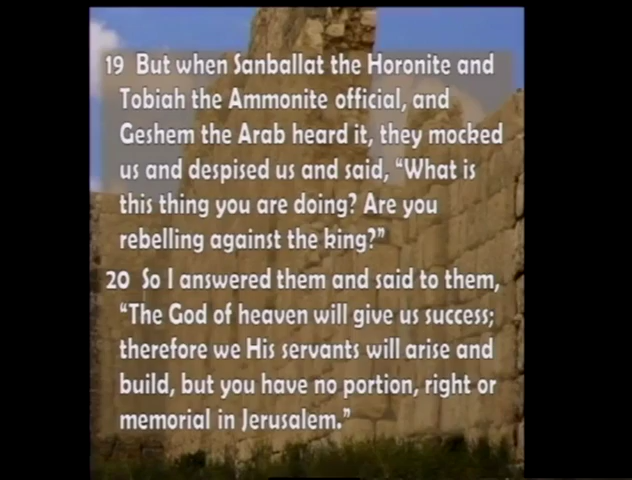 19 But when Sanballat the Horonite and
Tobiah the Ammonite official, and
Geshem the Arab heard it, they mocked
us and despised us and said, “What is
this thing you are doing? Are you
rebelling against the king?”
20 So I answered them and said to them,
“The God of heaven will give us success;
therefore we His servants will arise and
build, but you have no portion, right or
memorial in Jerusalem.”